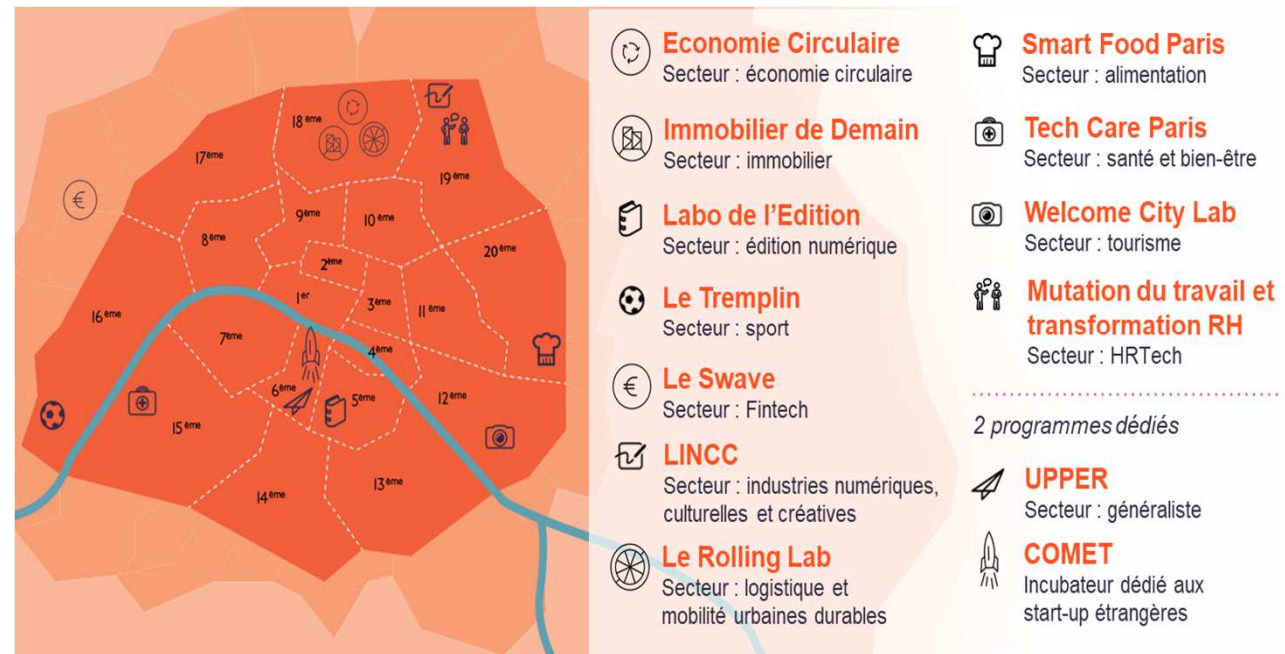 18ème
17ème
19ème
9ème
10ème
8ème
20ème
2ème
1er
3ème
11ème
16ème
7ème
4ème
6ème
5ème
12ème
15ème
14ème
13ème
€
Economie Circulaire
Secteur : économie circulaire
Immobilier de Demain
Secteur : immobilier
Labo de l'Edition
Secteur : édition numérique
Le Tremplin
Secteur : sport
€
Le Swave
Secteur : Fintech
LINCC
Secteur : industries numériques,
culturelles et créatives
Le Rolling Lab
Secteur : logistique et
mobilité urbaines durables
Smart Food Paris
Secteur : alimentation
Tech Care Paris
Secteur : santé et bien-être
Welcome City Lab
Secteur : tourisme
Mutation du travail et
transformation RH
Secteur : HRTech
2 programmes dédiés
UPPER
Secteur : généraliste
COMET
Incubateur dédié aux
start-up étrangères